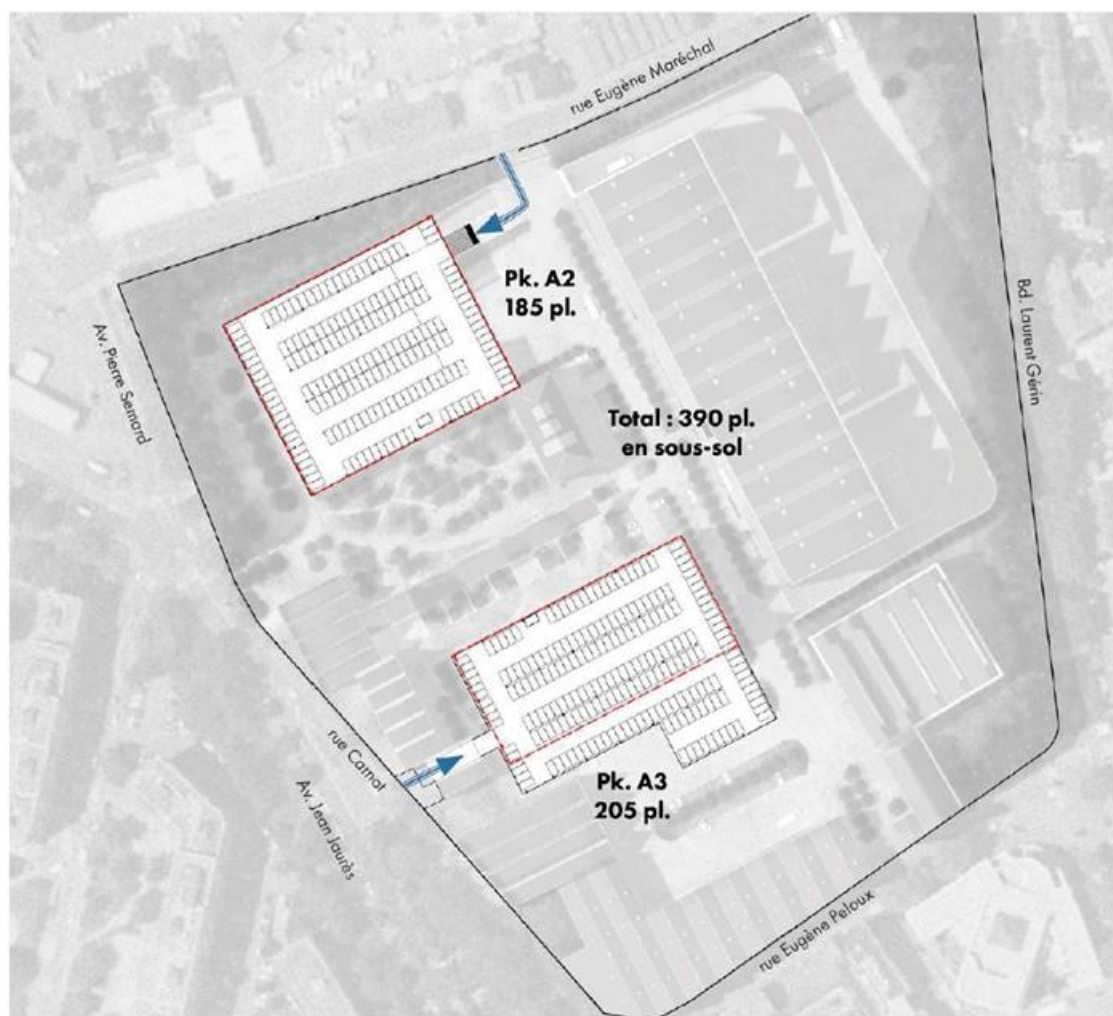 rue Eugène Maréchal
Pk. A2
185 pl.
Av. Pierre Semard
Bd. Laurent Gérin
Total : 390 pl.
en sous-sol
rue Carnot
Av. Jean Jaurès
Pk. A3
205 pl.
rue Eugène Peloux